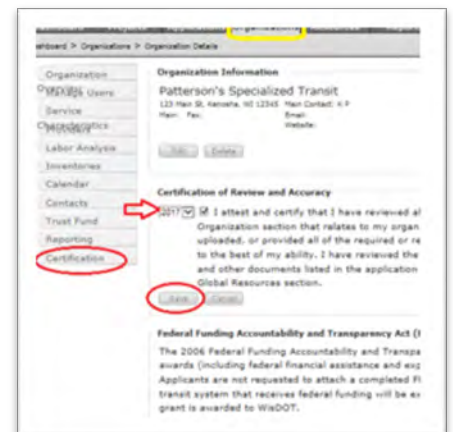 Organizations
> Organizations > Organization Details
Organization
Manage Users
Service
Labor Analysis
Inventories
Calendar
Contacts
Trust Fund
Reporting
Certification
Organization Information
Patterson's Specialized Transit
123 Main St, Kenosha, WI 12345 Main Contact: K P
Main: Fax: Email:
Website:
Edit Delete
Certification of Review and Accuracy
2017 I attest and certify that I have reviewed al
Organization section that relates to my organ
uploaded, or provided all of the required or re
to the best of my ability. I have reviewed the
and other documents listed in the application
Global Resources section.
Save Cancel
Federal Funding Accountability and Transparency Act (
The 2006 Federal Funding Accountability and Transpa
awards (including federal financial assistance and exp
Applicants are not requested to attach a completed
transit system that receives federal funding will be ex
grant is awarded to WisDOT.